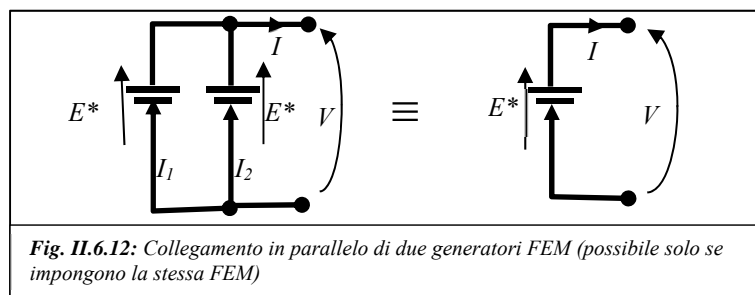 I
E*
E*
V
I₁
I₂
≡
I
E*
V
Fig. II.6.12: Collegamento in parallelo di due generatori FEM (possibile solo se
impongono la stessa FEM)